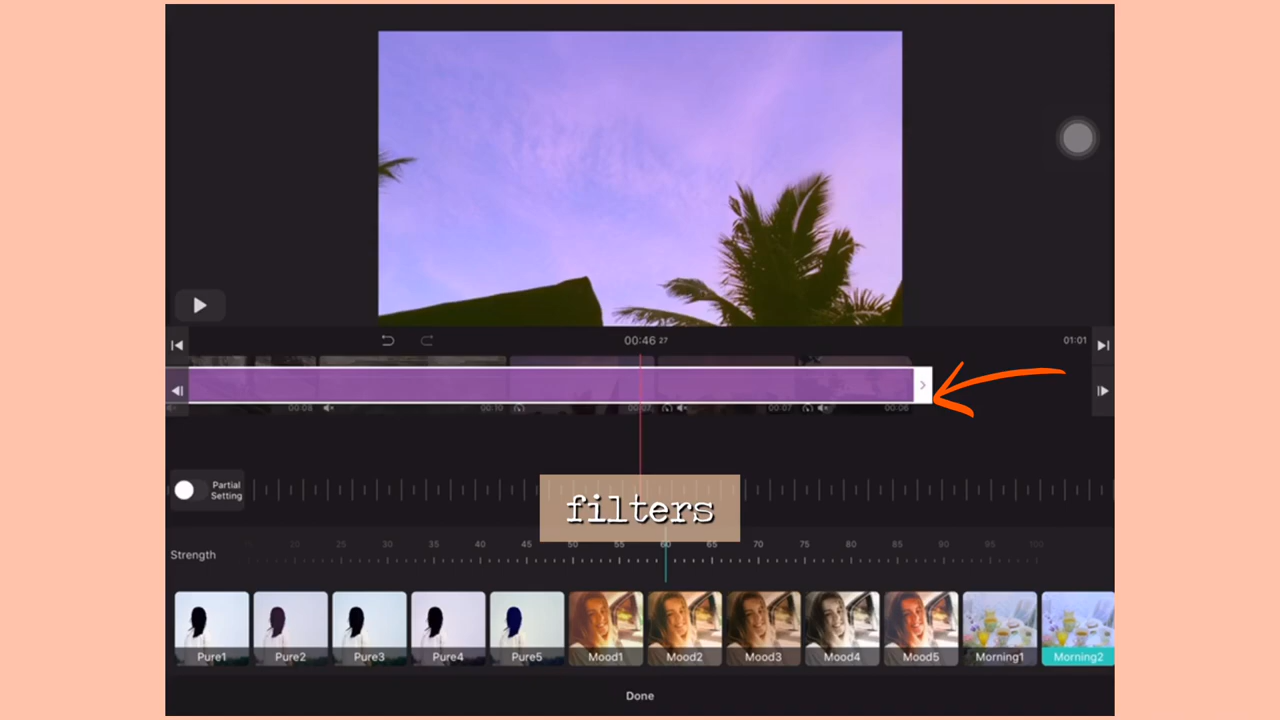 00:46 27
01:01
00:08
00:10
00:07
00:07
00:06
Partial
Setting
filters
20 25 30 35 40 45 50 55 60 65 70 75 80 85 90 95 100
Strength
Pure1 Pure2 Pure3 Pure4 Pure5 Mood1 Mood2 Mood3 Mood4 Mood5 Morning1 Morning2
Done